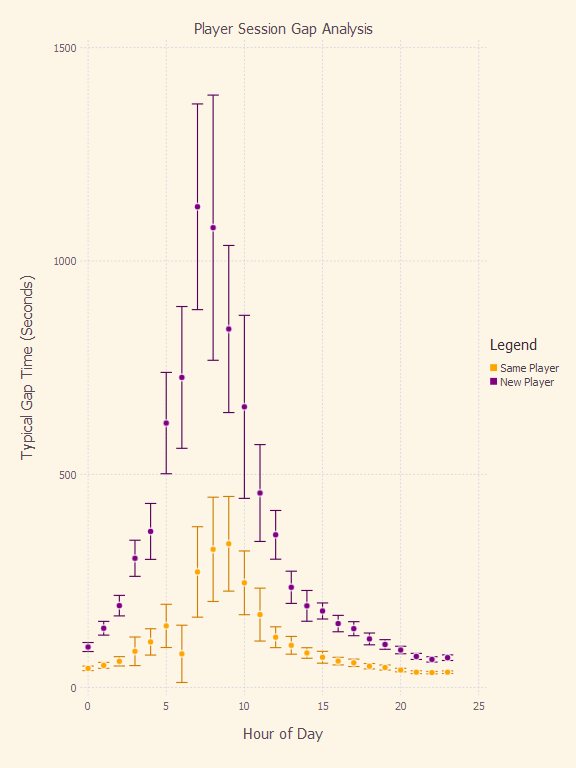 Player Session Gap Analysis
1500
1000
500
0
Typical Gap Time (Seconds)
0 5 10 15 20 25
Hour of Day
Legend
Same Player
New Player